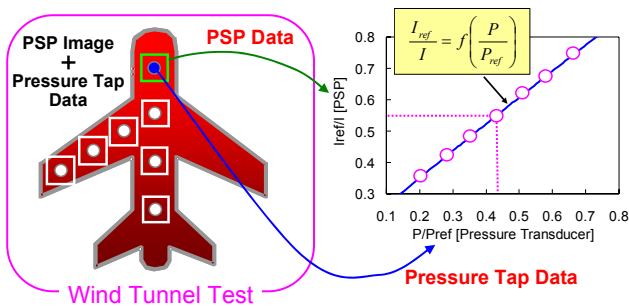 PSP Image
+
Pressure Tap
Data
PSP Data
Wind Tunnel Test
I_ref / I = f ( P / P_ref )
Iref/I [PSP]
0.8
0.7
0.6
0.5
0.4
0.3
0.1 0.2 0.3 0.4 0.5 0.6 0.7 0.8
P/Pref [Pressure Transducer]
Pressure Tap Data